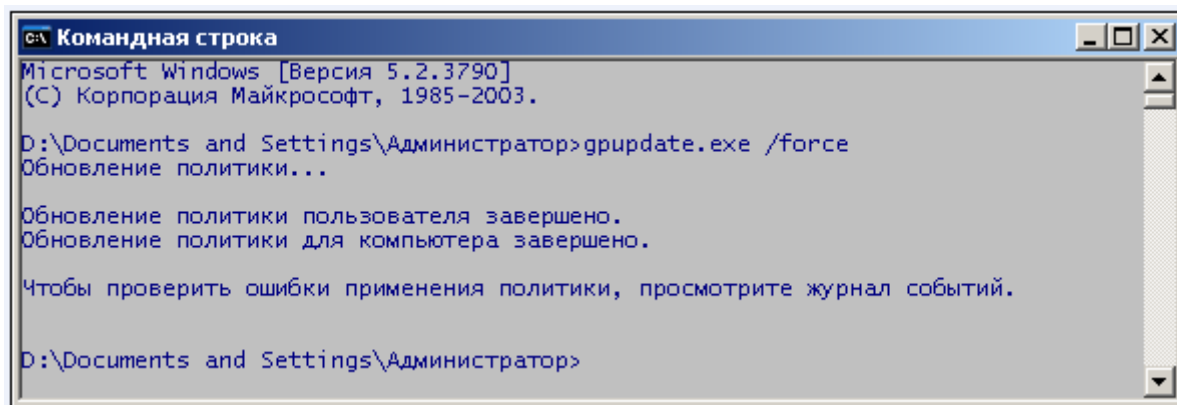 Командная строка
Microsoft Windows [Версия 5.2.3790]
(C) Корпорация Майкрософт, 1985-2003.
D:\Documents and Settings\Администратор>gpupdate.exe /force
Обновление политики...
Обновление политики пользователя завершено.
Обновление политики для компьютера завершено.
Чтобы проверить ошибки применения политики, просмотрите журнал событий.
D:\Documents and Settings\Администратор>